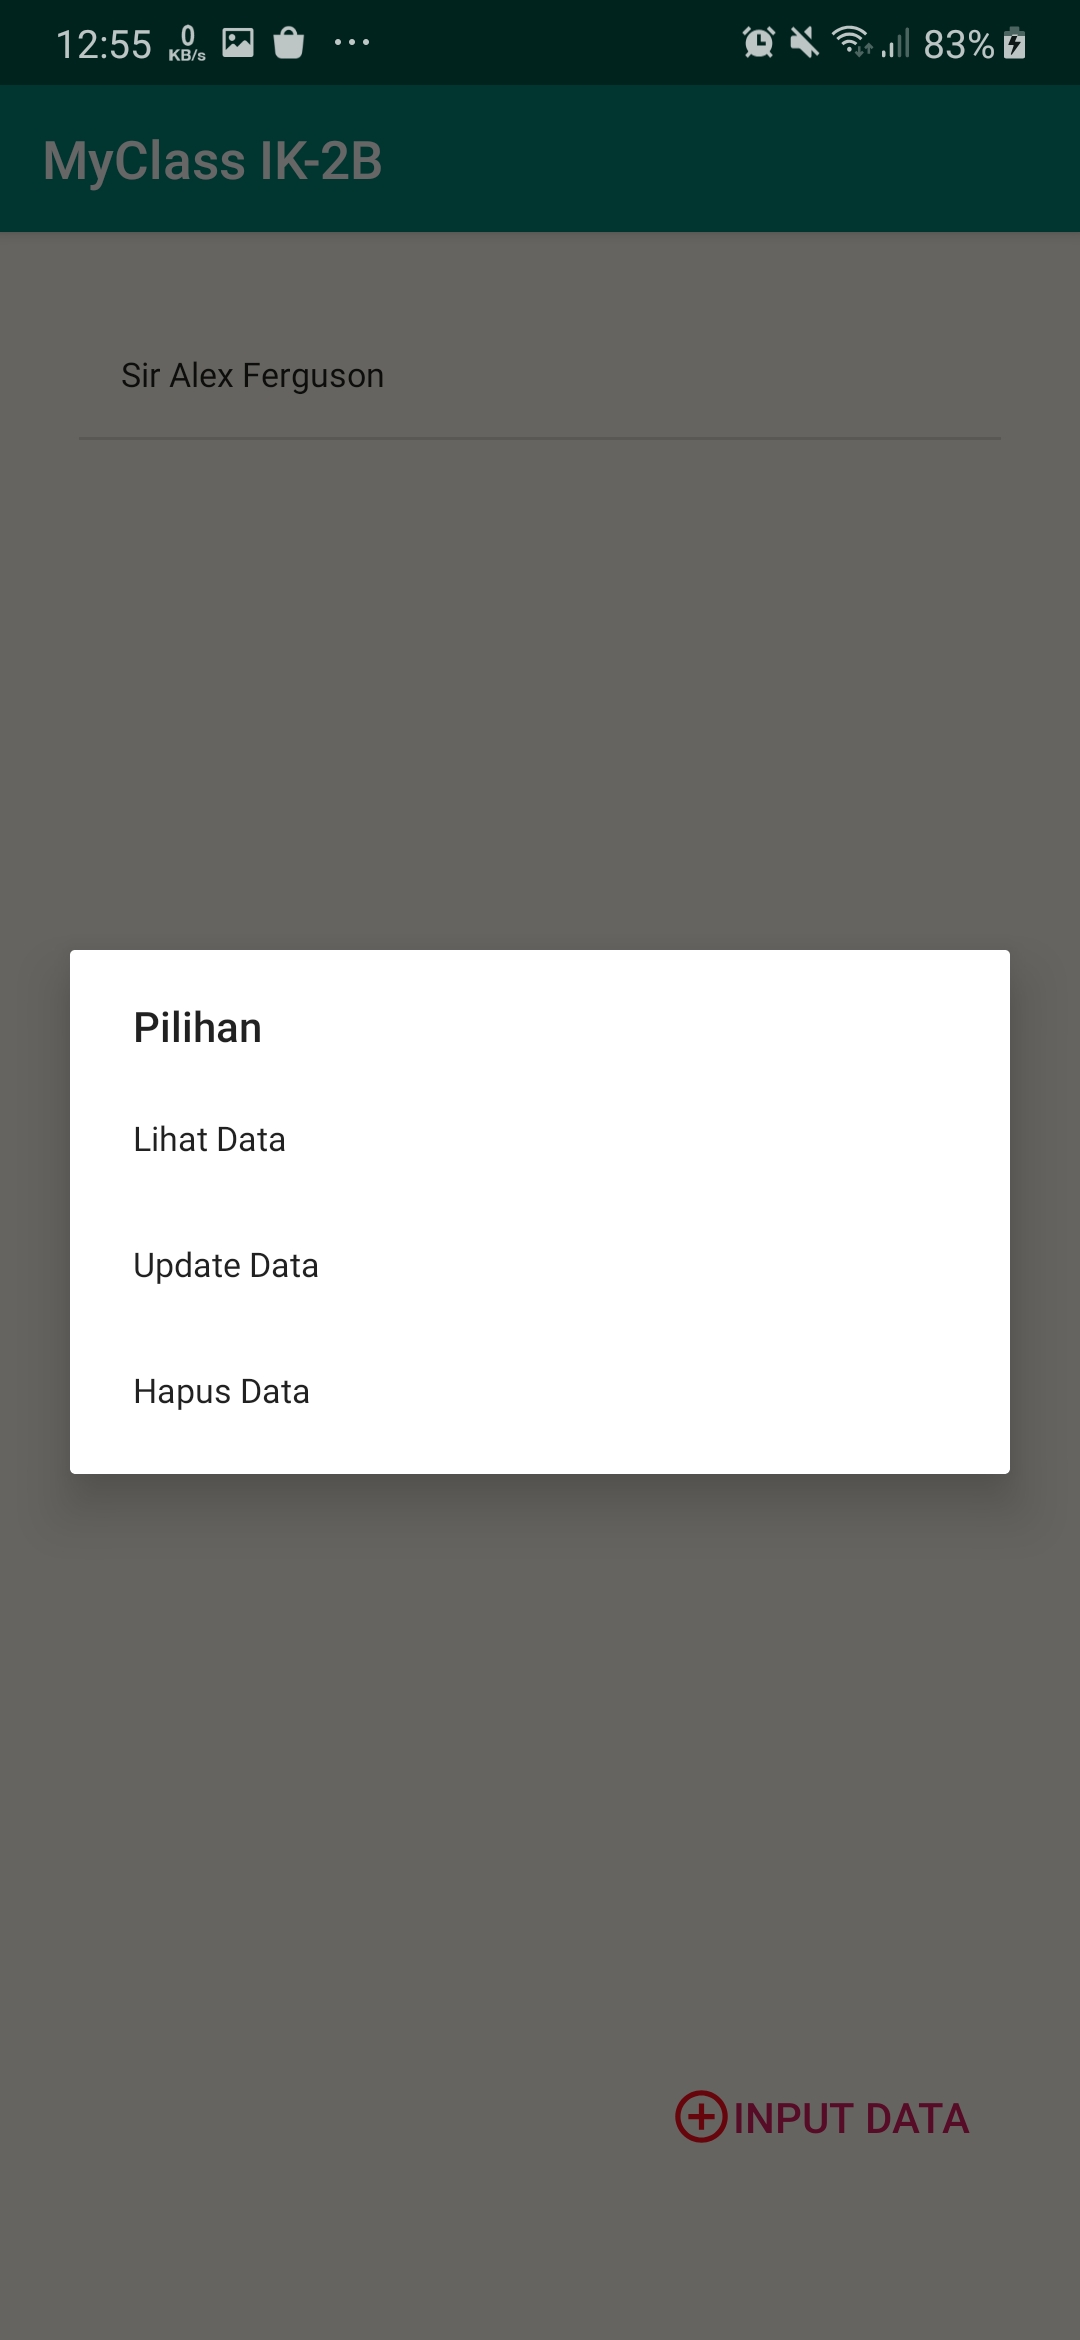 12:55 0 KB/s ... 83%
MyClass IK-2B
Sir Alex Ferguson
Pilihan
Lihat Data
Update Data
Hapus Data
INPUT DATA